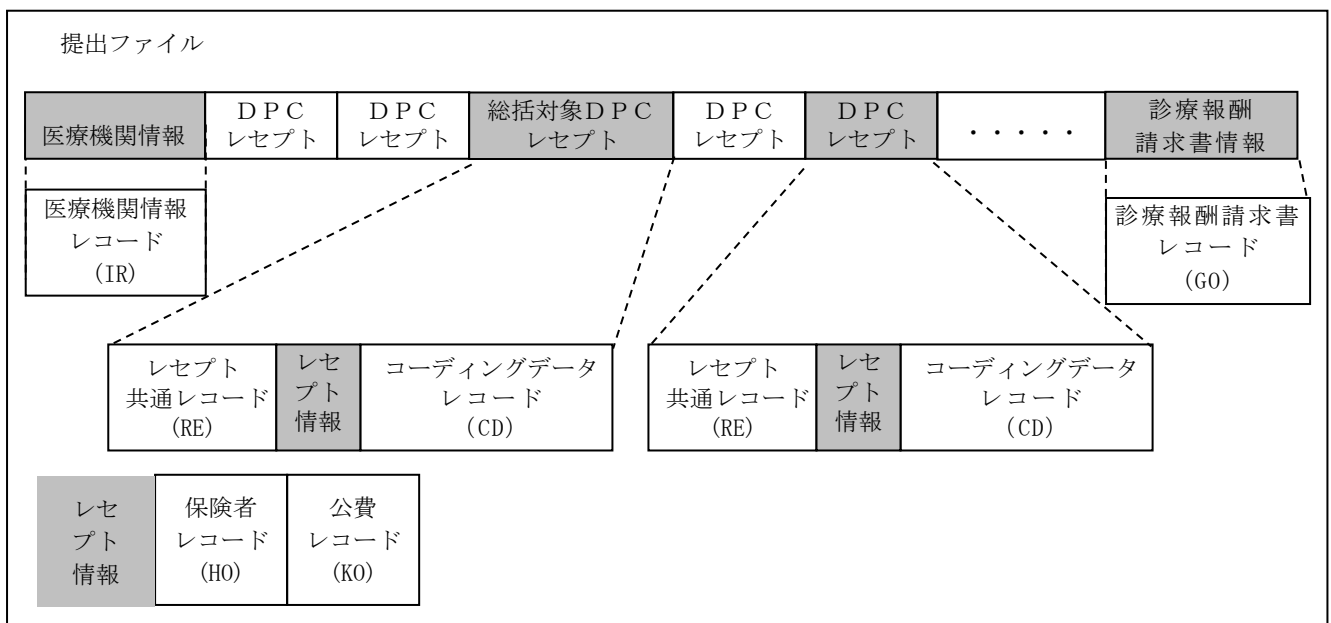 提出ファイル
医療機関情報
ＤＰＣ
レセプト
ＤＰＣ
レセプト
総括対象ＤＰＣ
レセプト
ＤＰＣ
レセプト
ＤＰＣ
レセプト
・・・・・
診療報酬
請求書情報
医療機関情報
レコード
(IR)
診療報酬請求書
レコード
(GO)
レセプト
共通レコード
(RE)
レセ
プト
情報
コーディングデータ
レコード
(CD)
レセプト
共通レコード
(RE)
レセ
プト
情報
コーディングデータ
レコード
(CD)
レセ
プト
情報
保険者
レコード
(HO)
公費
レコード
(KO)